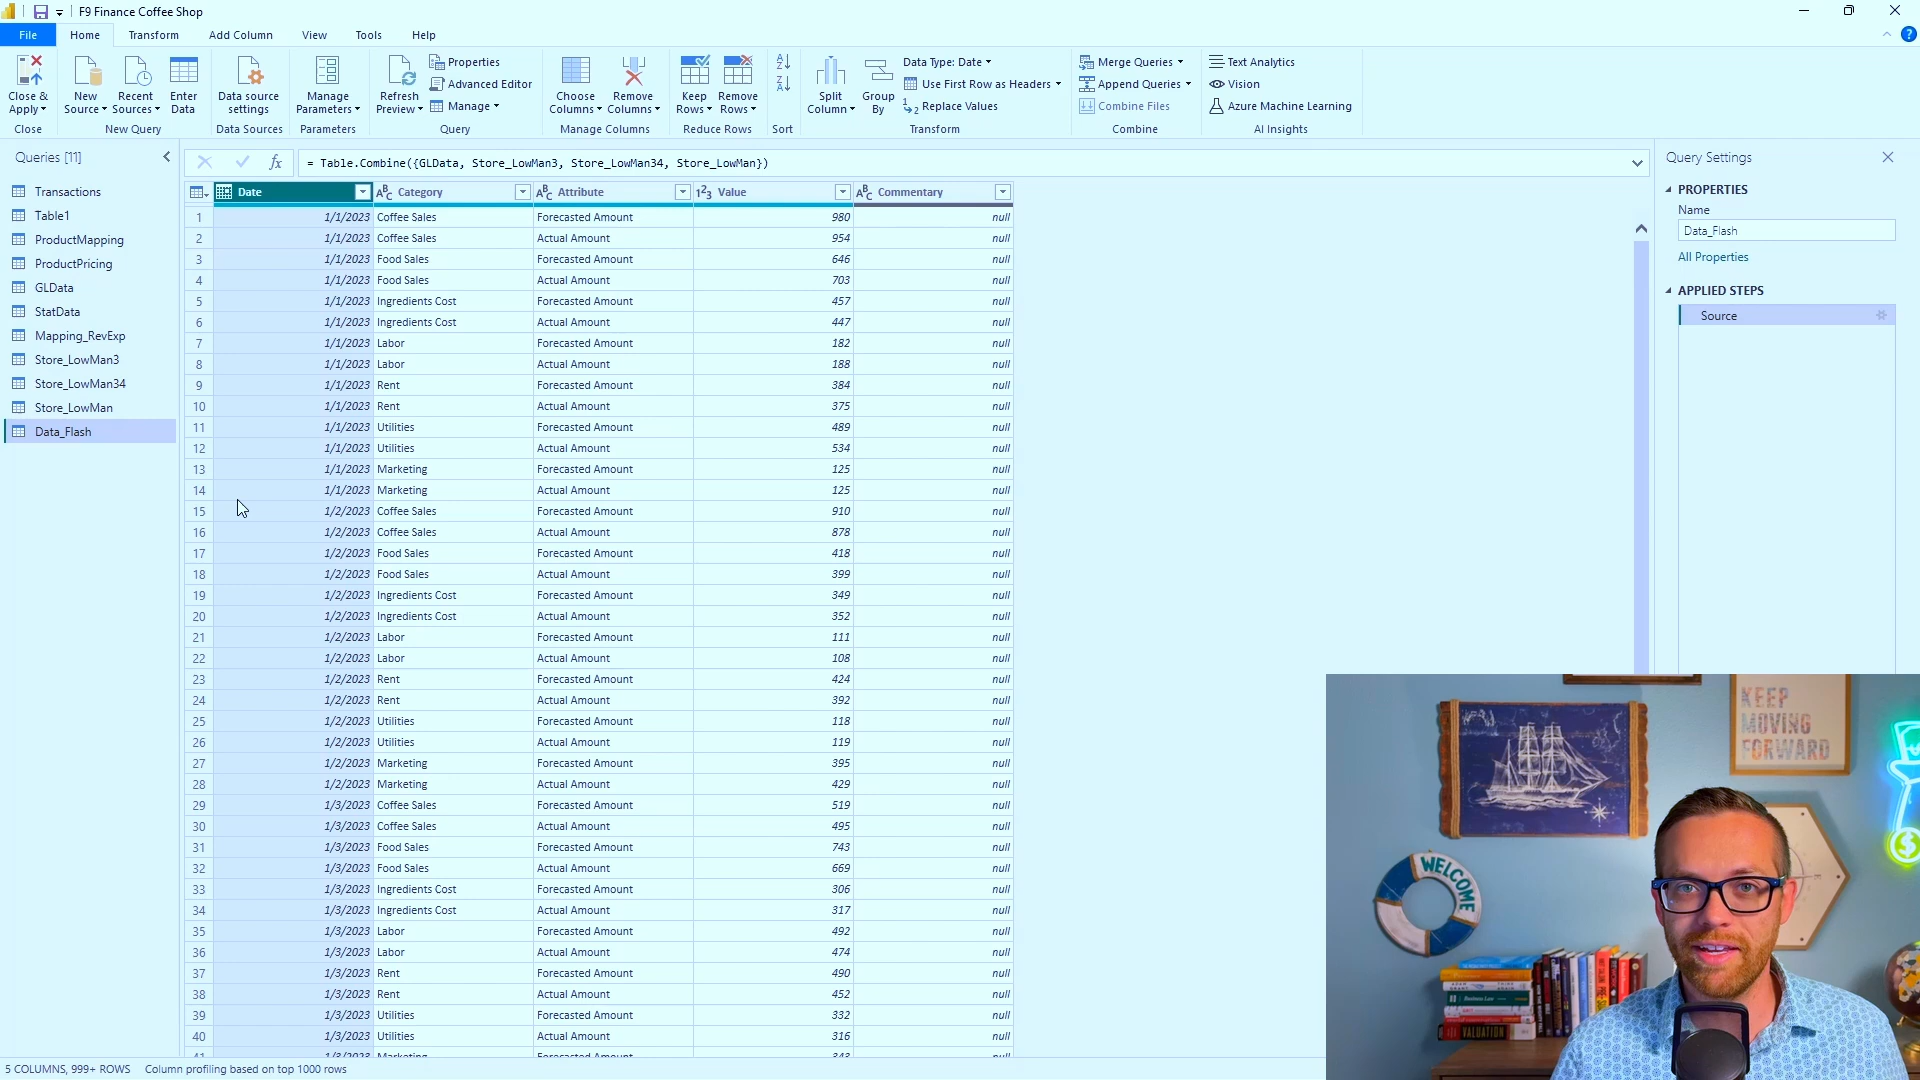 F9 Finance Coffee Shop
File Home Transform Add Column View Tools Help
Close & Apply
Close
New Source
Recent Sources
Enter Data
New Query
Data source settings
Data Sources
Manage Parameters
Parameters
Refresh Preview
Properties
Advanced Editor
Manage
Query
Choose Columns
Remove Columns
Manage Columns
Keep Rows
Remove Rows
Reduce Rows
Sort
Split Column
Group By
Data Type: Date
Use First Row as Headers
Replace Values
Transform
Merge Queries
Append Queries
Combine Files
Combine
Text Analytics
Vision
Azure Machine Learning
AI Insights
Queries [11]
Transactions
Table1
ProductMapping
ProductPricing
GLData
StatData
Mapping_RevExp
Store_LowMan3
Store_LowMan34
Store_LowMan
Data_Flash
fx = Table.Combine({GLData, Store_LowMan3, Store_LowMan34, Store_LowMan})
Date Category Attribute Value Commentary
1 1/1/2023 Coffee Sales Forecasted Amount 980 null
2 1/1/2023 Coffee Sales Actual Amount 954 null
3 1/1/2023 Food Sales Forecasted Amount 646 null
4 1/1/2023 Food Sales Actual Amount 703 null
5 1/1/2023 Ingredients Cost Forecasted Amount 457 null
6 1/1/2023 Ingredients Cost Actual Amount 447 null
7 1/1/2023 Labor Forecasted Amount 182 null
8 1/1/2023 Labor Actual Amount 188 null
9 1/1/2023 Rent Forecasted Amount 384 null
10 1/1/2023 Rent Actual Amount 375 null
11 1/1/2023 Utilities Forecasted Amount 489 null
12 1/1/2023 Utilities Actual Amount 534 null
13 1/1/2023 Marketing Forecasted Amount 125 null
14 1/1/2023 Marketing Actual Amount 125 null
15 1/2/2023 Coffee Sales Forecasted Amount 910 null
16 1/2/2023 Coffee Sales Actual Amount 878 null
17 1/2/2023 Food Sales Forecasted Amount 418 null
18 1/2/2023 Food Sales Actual Amount 399 null
19 1/2/2023 Ingredients Cost Forecasted Amount 349 null
20 1/2/2023 Ingredients Cost Actual Amount 352 null
21 1/2/2023 Labor Forecasted Amount 111 null
22 1/2/2023 Labor Actual Amount 108 null
23 1/2/2023 Rent Forecasted Amount 424 null
24 1/2/2023 Rent Actual Amount 392 null
25 1/2/2023 Utilities Forecasted Amount 118 null
26 1/2/2023 Utilities Actual Amount 119 null
27 1/2/2023 Marketing Forecasted Amount 395 null
28 1/2/2023 Marketing Actual Amount 429 null
29 1/3/2023 Coffee Sales Forecasted Amount 519 null
30 1/3/2023 Coffee Sales Actual Amount 495 null
31 1/3/2023 Food Sales Forecasted Amount 743 null
32 1/3/2023 Food Sales Actual Amount 669 null
33 1/3/2023 Ingredients Cost Forecasted Amount 306 null
34 1/3/2023 Ingredients Cost Actual Amount 317 null
35 1/3/2023 Labor Forecasted Amount 492 null
36 1/3/2023 Labor Actual Amount 474 null
37 1/3/2023 Rent Forecasted Amount 490 null
38 1/3/2023 Rent Actual Amount 452 null
39 1/3/2023 Utilities Forecasted Amount 332 null
40 1/3/2023 Utilities Actual Amount 316 null
41 1/3/2023 Marketing Forecasted Amount 343 null
Query Settings
PROPERTIES
Name
Data_Flash
All Properties
APPLIED STEPS
Source
KEEP
MOVING
FORWARD
WELCOME
VALUATION
5 COLUMNS, 999+ ROWS Column profiling based on top 1000 rows